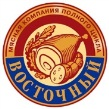 МЯСНАЯ КОМПАНИЯ ПОЛНОГО ЦИКЛА
ВОСТОЧНЫЙ